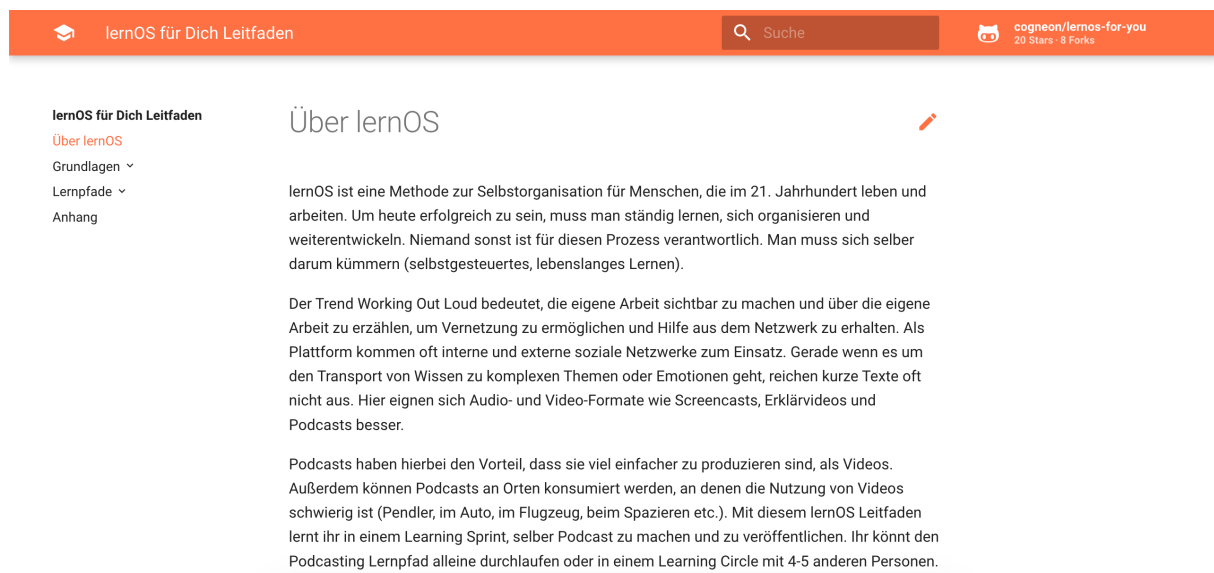 lernOS für Dich Leitfaden
Suche
cogneon/lernos-for-you
20 Stars · 8 Forks
lernOS für Dich Leitfaden
Über lernOS
Grundlagen
Lernpfade
Anhang
Über lernOS
lernOS ist eine Methode zur Selbstorganisation für Menschen, die im 21. Jahrhundert leben und
arbeiten. Um heute erfolgreich zu sein, muss man ständig lernen, sich organisieren und
weiterentwickeln. Niemand sonst ist für diesen Prozess verantwortlich. Man muss sich selber
darum kümmern (selbstgesteuertes, lebenslanges Lernen).
Der Trend Working Out Loud bedeutet, die eigene Arbeit sichtbar zu machen und über die eigene
Arbeit zu erzählen, um Vernetzung zu ermöglichen und Hilfe aus dem Netzwerk zu erhalten. Als
Plattform kommen oft interne und externe soziale Netzwerke zum Einsatz. Gerade wenn es um
den Transport von Wissen zu komplexen Themen oder Emotionen geht, reichen kurze Texte oft
nicht aus. Hier eignen sich Audio- und Video-Formate wie Screencasts, Erklärvideos und
Podcasts besser.
Podcasts haben hierbei den Vorteil, dass sie viel einfacher zu produzieren sind, als Videos.
Außerdem können Podcasts an Orten konsumiert werden, an denen die Nutzung von Videos
schwierig ist (Pendler, im Auto, im Flugzeug, beim Spazieren etc.). Mit diesem lernOS Leitfaden
lernt ihr in einem Learning Sprint, selber Podcast zu machen und zu veröffentlichen. Ihr könnt den
Podcasting Lernpfad alleine durchlaufen oder in einem Learning Circle mit 4-5 anderen Personen.